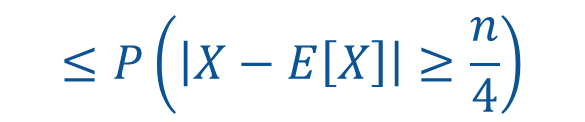 ≤ P(|X − E[X]| ≥ n/4)